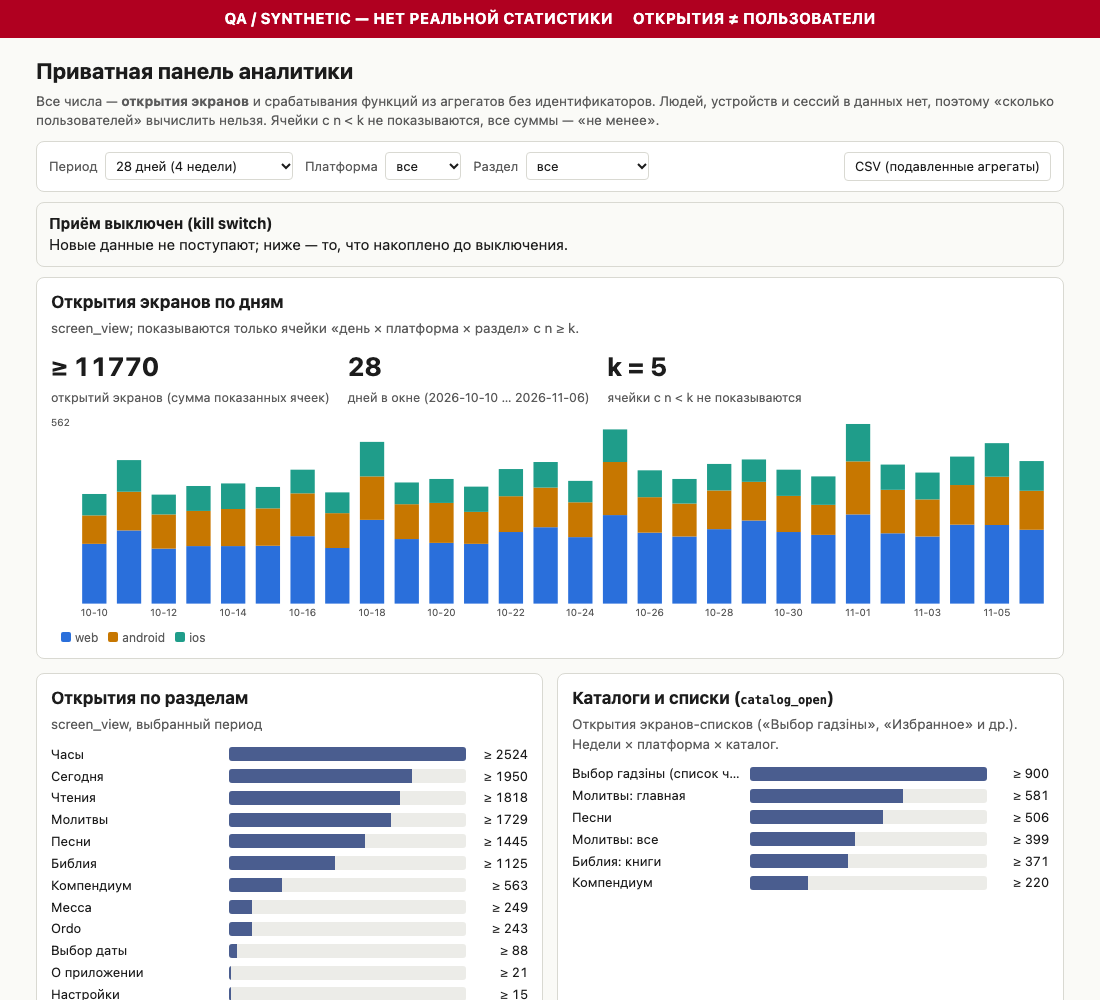 QA / SYNTHETIC — НЕТ РЕАЛЬНОЙ СТАТИСТИКИ ОТКРЫТИЯ ≠ ПОЛЬЗОВАТЕЛИ
Приватная панель аналитики
Все числа — открытия экранов и срабатывания функций из агрегатов без идентификаторов. Людей, устройств и сессий в данных нет, поэтому «сколько
пользователей» вычислить нельзя. Ячейки с n < k не показываются, все суммы — «не менее».
Период 28 дней (4 недели) Платформа все Раздел все CSV (подавленные агрегаты)
Приём выключен (kill switch)
Новые данные не поступают; ниже — то, что накоплено до выключения.
Открытия экранов по дням
screen_view; показываются только ячейки «день × платформа × раздел» с n ≥ k.
≥ 11770 28 k = 5
открытий экранов (сумма показанных ячеек) дней в окне (2026-10-10 … 2026-11-06) ячейки с n < k не показываются
562
10-10 10-12 10-14 10-16 10-18 10-20 10-22 10-24 10-26 10-28 10-30 11-01 11-03 11-05
web android ios
Открытия по разделам
screen_view, выбранный период
Часы ≥ 2524
Сегодня ≥ 1950
Чтения ≥ 1818
Молитвы ≥ 1729
Песни ≥ 1445
Библия ≥ 1125
Компендиум ≥ 563
Месса ≥ 249
Ordo ≥ 243
Выбор даты ≥ 88
О приложении ≥ 21
Настройки ≥ 15
Каталоги и списки (catalog_open)
Открытия экранов-списков («Выбор гадзіны», «Избранное» и др.).
Недели × платформа × каталог.
Выбор гадзіны (список ч... ≥ 900
Молитвы: главная ≥ 581
Песни ≥ 506
Молитвы: все ≥ 399
Библия: книги ≥ 371
Компендиум ≥ 220